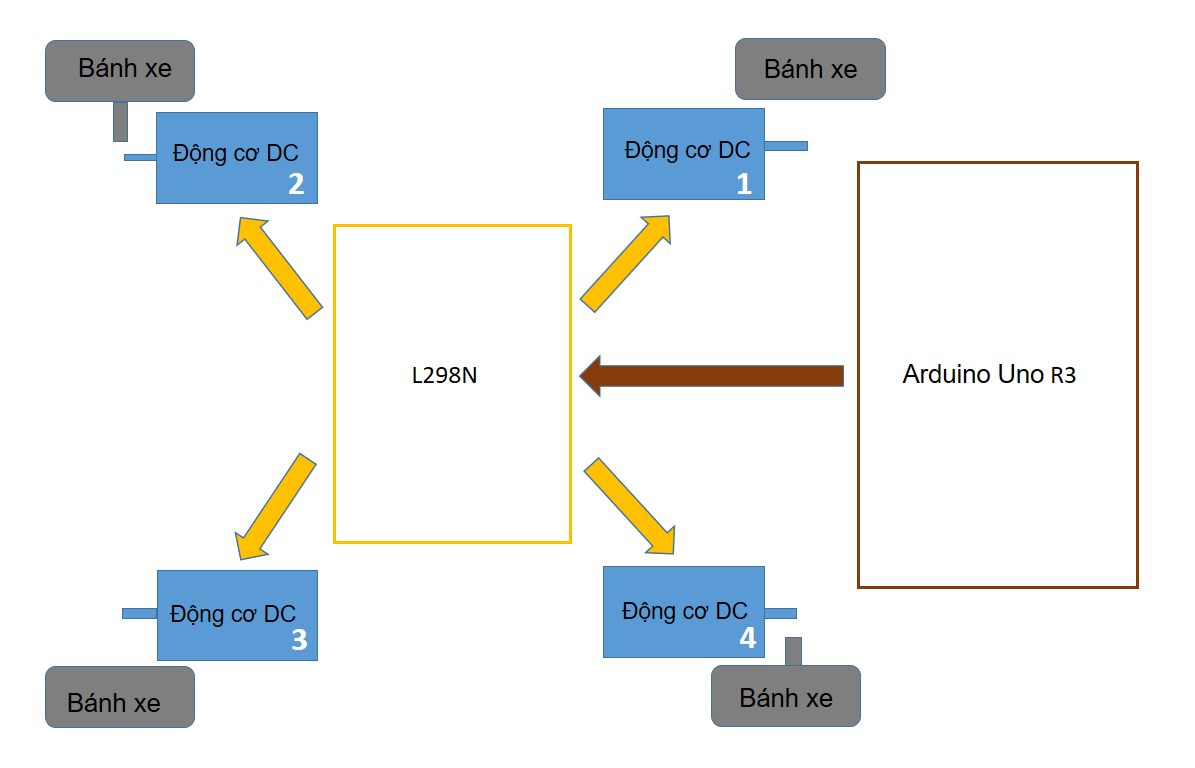 Bánh xe
Bánh xe
Động cơ DC
2
Động cơ DC
1
L298N
Arduino Uno R3
Động cơ DC
3
Động cơ DC
4
Bánh xe
Bánh xe